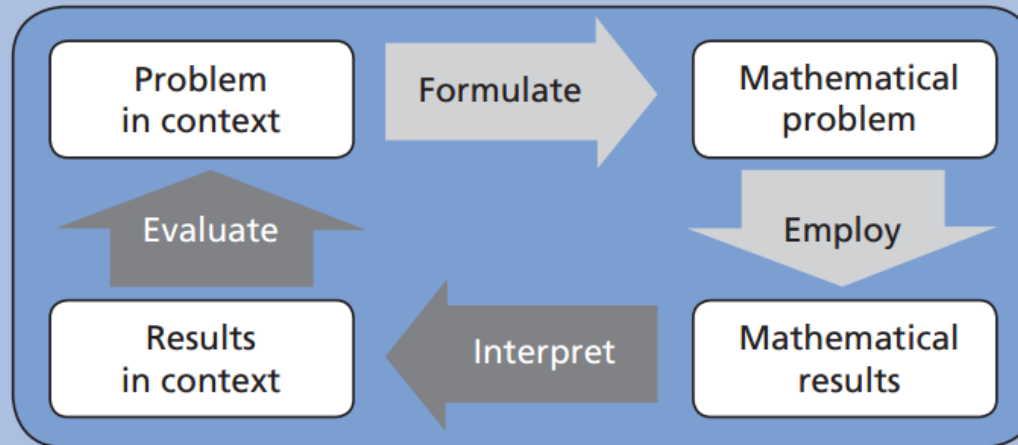 Problem
in context
Formulate
Mathematical
problem
Evaluate
Employ
Results
in context
Interpret
Mathematical
results